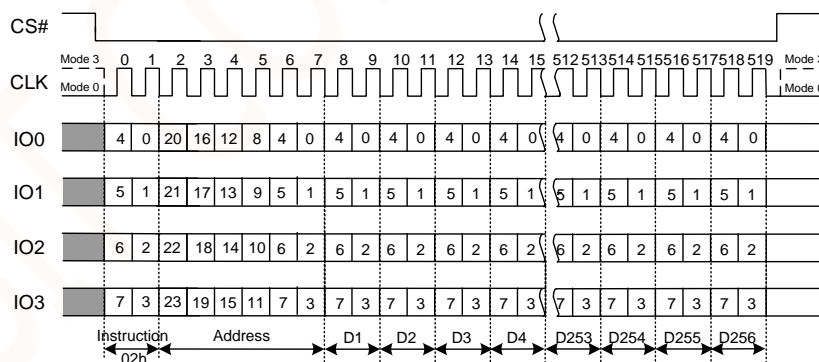 CS#
Mode 3 0 1 2 3 4 5 6 7 8 9 10 11 12 13 14 15 512 513 514 515 516 517 518 519 Mode 3
CLK
Mode 0 Mode
IO0 4 0 20 16 12 8 4 0 4 0 4 0 4 0 4 0 4 0 4 0 4 0 4 0
IO1 5 1 21 17 13 9 5 1 5 1 5 1 5 1 5 1 5 1 5 1 5 1 5 1
IO2 6 2 22 18 14 10 6 2 6 2 6 2 6 2 6 2 6 2 6 2 6 2 6 2
IO3 7 3 23 19 15 11 7 3 7 3 7 3 7 3 7 3 7 3 7 3 7 3 7 3
Instruction Address D1 D2 D3 D4 D253 D254 D255 D256
02h